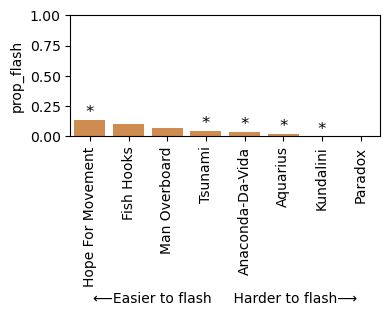 1.00
0.75
0.50
0.25
0.00
prop_flash
* * * * *
Hope For Movement
Fish Hooks
Man Overboard
Tsunami
Anaconda-Da-Vida
Aquarius
Kundalini
Paradox
⟵Easier to flash Harder to flash⟶